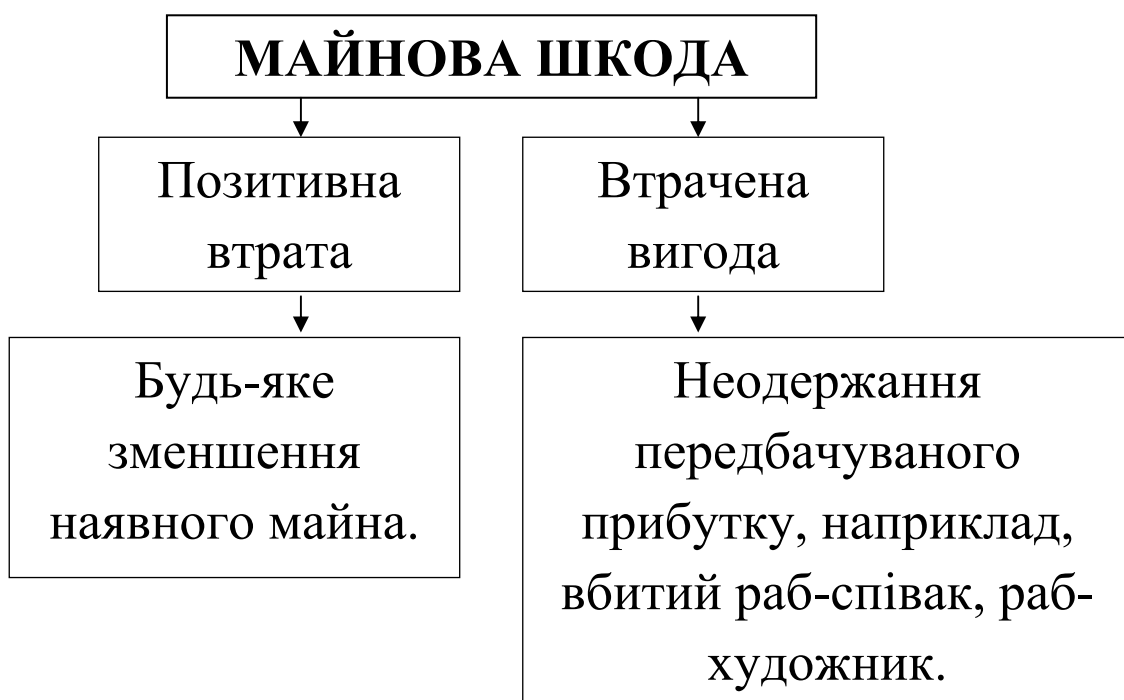 МАЙНОВА ШКОДА
Позитивна
втрата
Втрачена
вигода
Будь-яке
зменшення
наявного майна.
Неодержання
передбачуваного
прибутку, наприклад,
вбитий раб-співак, раб-
художник.